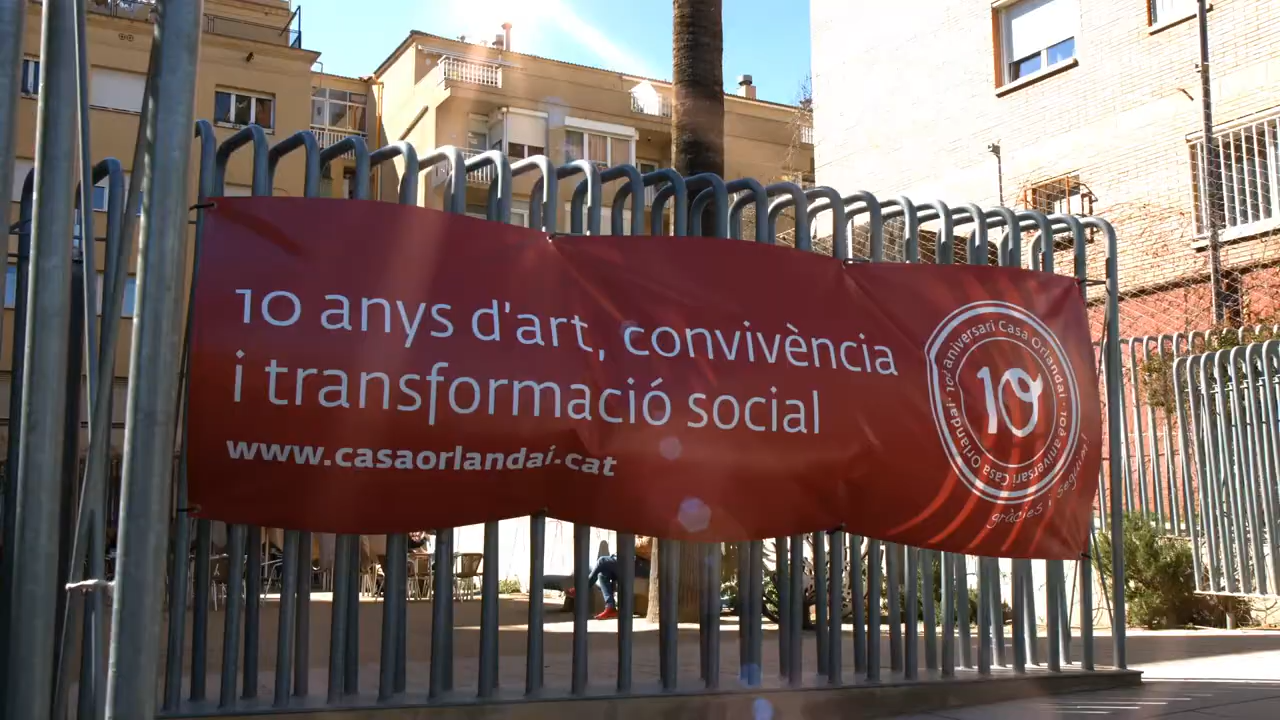 10 anys d'art, convivència
i transformació social
www.casaorlandai.cat
10è aniversari Casa Orlandai · 10è aniversari Casa Orlandai ·
10
gràcies i seguim!